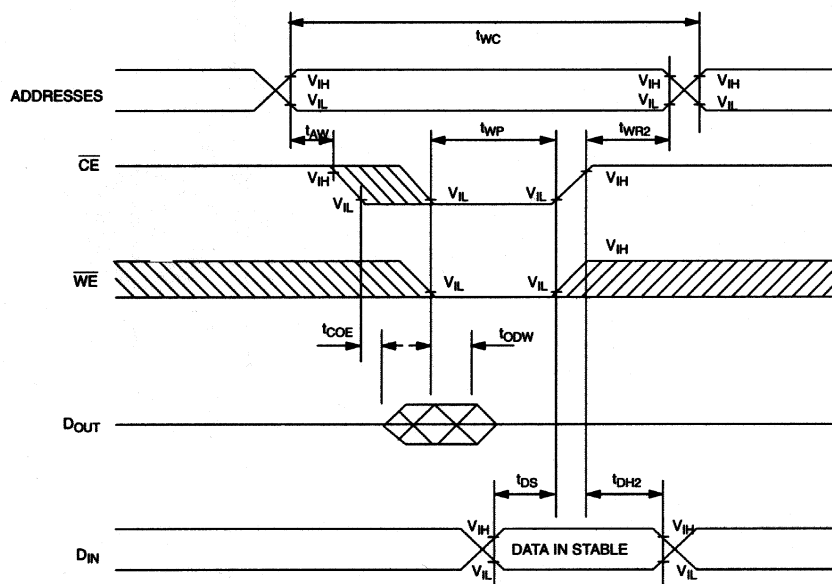 tWC
ADDRESSES VIH VIH VIH
VIL VIL VIL
tAW tWP tWR2
CE
VIH VIH
VIL VIL VIL
VIH
WE VIL VIL
tCOE tODW
DOUT
tDS tDH2
VIH VIH
DIN DATA IN STABLE
VIL VIL